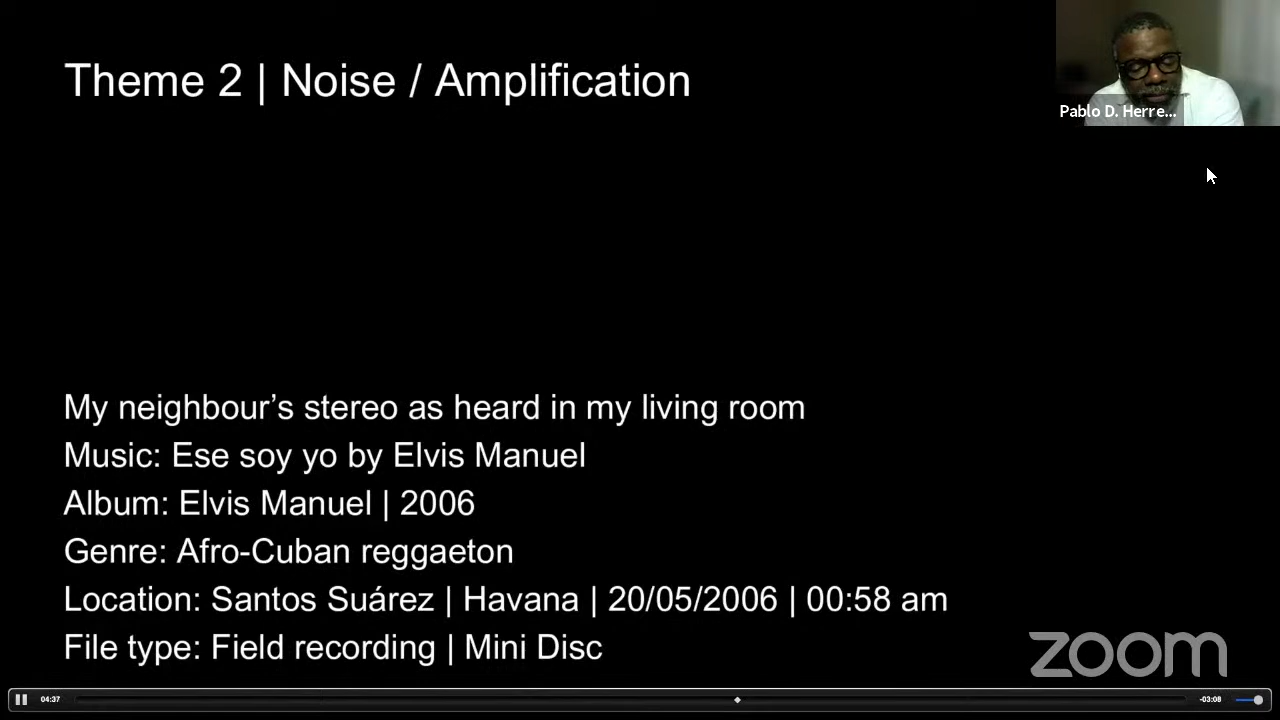 Theme 2 | Noise / Amplification
Pablo D. Herre...
My neighbour's stereo as heard in my living room
Music: Ese soy yo by Elvis Manuel
Album: Elvis Manuel | 2006
Genre: Afro-Cuban reggaeton
Location: Santos Suárez | Havana | 20/05/2006 | 00:58 am
File type: Field recording | Mini Disc
zoom
04:37
-03:08